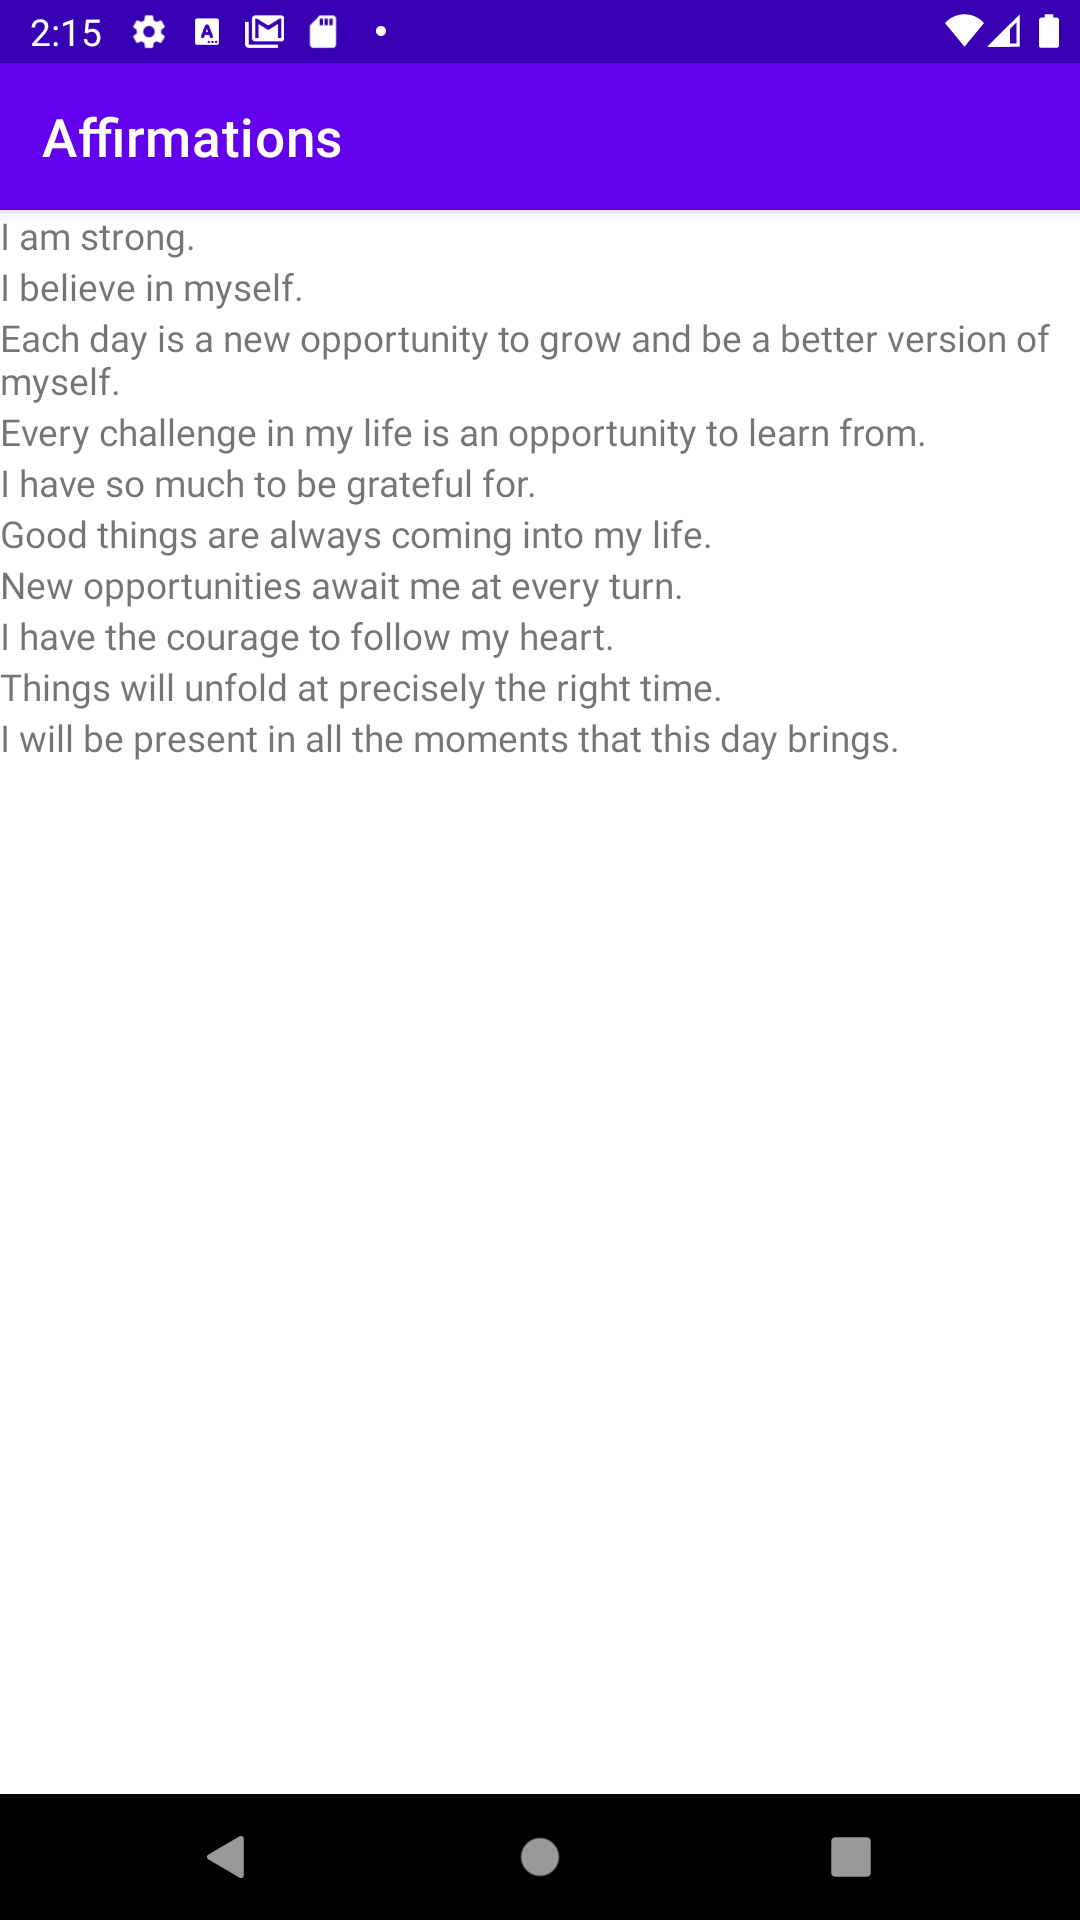 2:15
Affirmations
I am strong.
I believe in myself.
Each day is a new opportunity to grow and be a better version of
myself.
Every challenge in my life is an opportunity to learn from.
I have so much to be grateful for.
Good things are always coming into my life.
New opportunities await me at every turn.
I have the courage to follow my heart.
Things will unfold at precisely the right time.
I will be present in all the moments that this day brings.